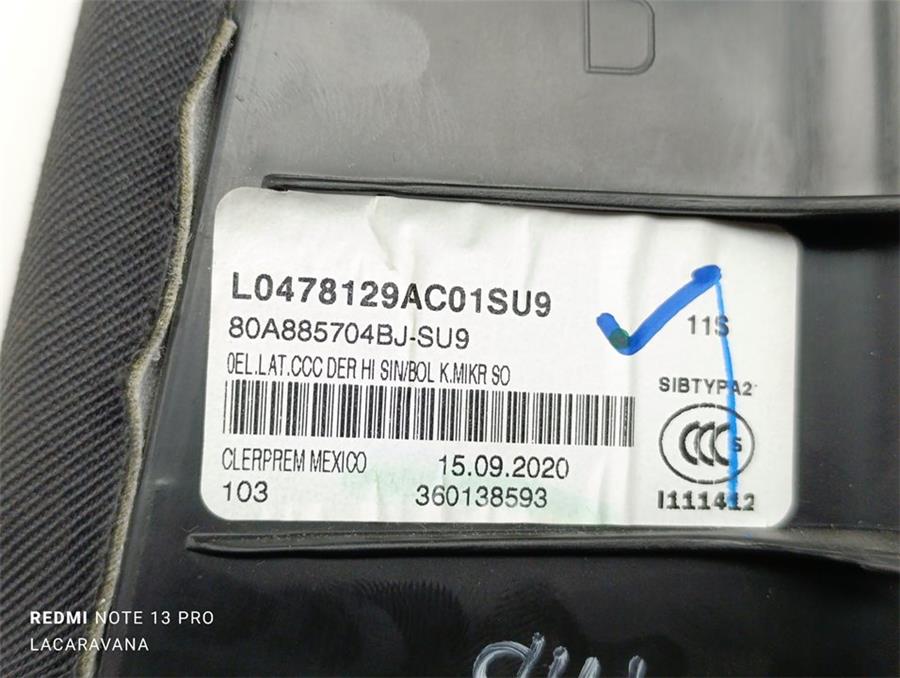 D
L0478129AC01SU9
80A885704BJ-SU9
0EL.LAT.CCC DER HI SIN/BOL K.MIKR SO
CLERPREM MEXICO 15.09.2020
103 360138593
11S
SIBTYPA2
CCC S
I111412
REDMI NOTE 13 PRO
LACARAVANA